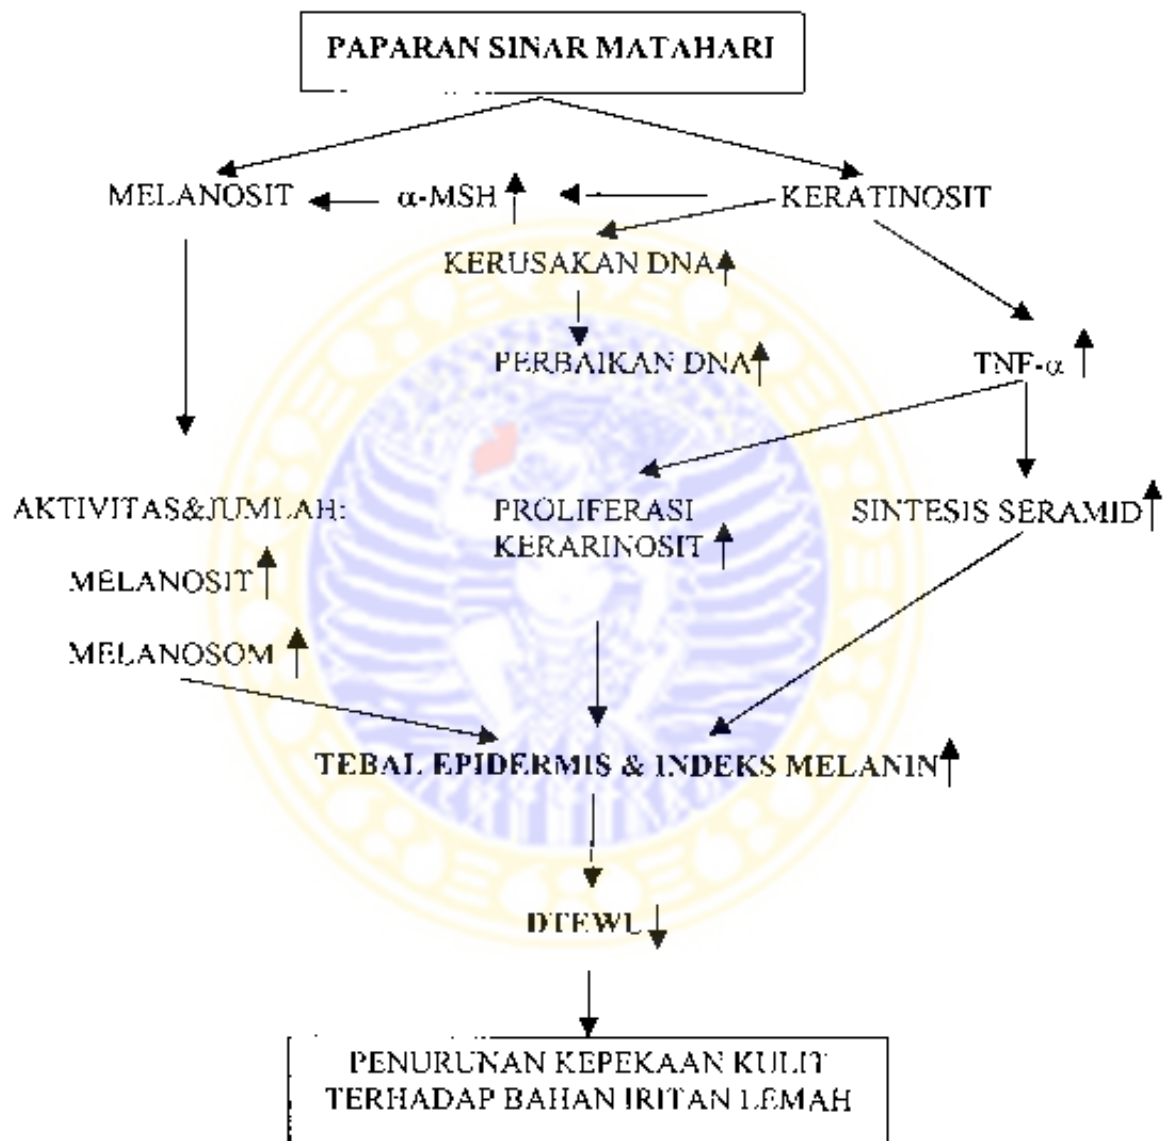 PAPARAN SINAR MATAHARI
MELANOSIT
α-MSH
KERATINOSIT
KERUSAKAN DNA
PERBAIKAN DNA
TNF-α
AKTIVITAS&JUMLAH:
MELANOSIT
MELANOSOM
PROLIFERASI
KERARINOSIT
SINTESIS SERAMID
TEBAL EPIDERMIS & INDEKS MELANIN
DTEWL
PENURUNAN KEPEKAAN KULIT
TERHADAP BAHAN IRITAN LEMAH